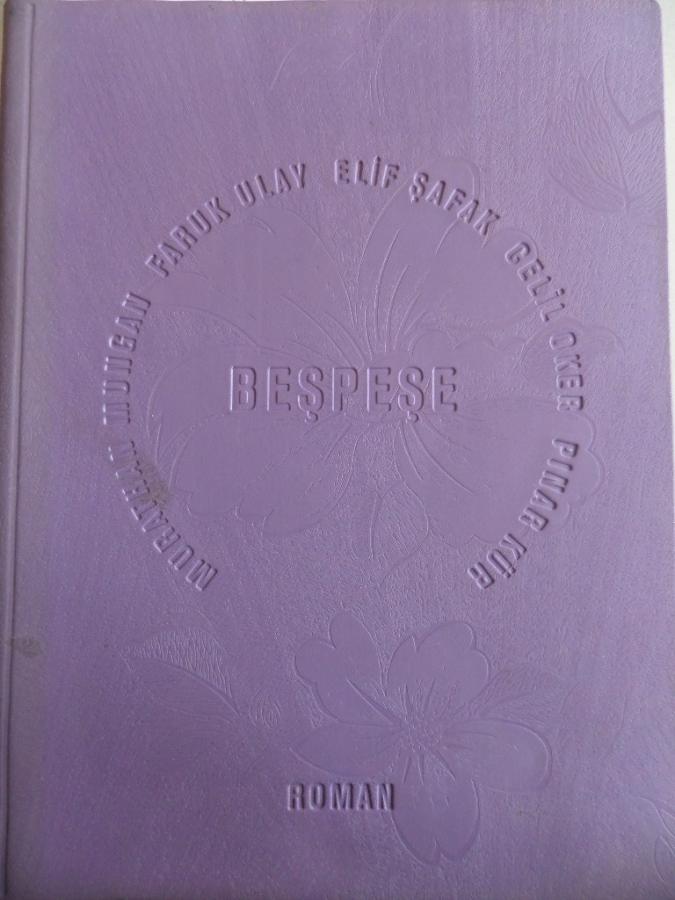 MURATHAN MUNGAN FARUK ULAY ELİF ŞAFAK CELİL OKER PINAR KÜR
BEŞPEŞE
ROMAN